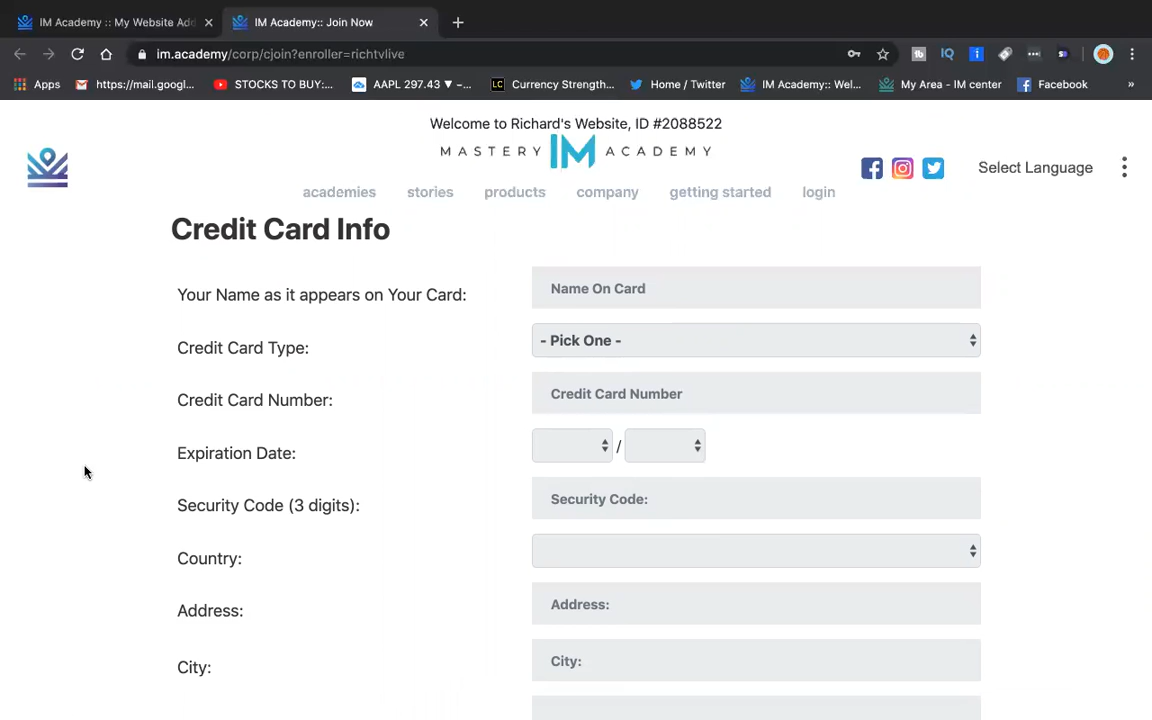 IM Academy :: My Website Add
IM Academy:: Join Now
im.academy/corp/cjoin?enroller=richtvlive
Apps
https://mail.googl...
STOCKS TO BUY:...
AAPL 297.43 ▼ –...
LC Currency Strength...
Home / Twitter
IM Academy:: Wel...
My Area - IM center
Facebook
»
Welcome to Richard's Website, ID #2088522
MASTERY IM ACADEMY
Select Language
academies stories products company getting started login
Credit Card Info
Your Name as it appears on Your Card:
Name On Card
Credit Card Type:
- Pick One -
Credit Card Number:
Credit Card Number
Expiration Date:
/
Security Code (3 digits):
Security Code:
Country:
Address:
Address:
City:
City: